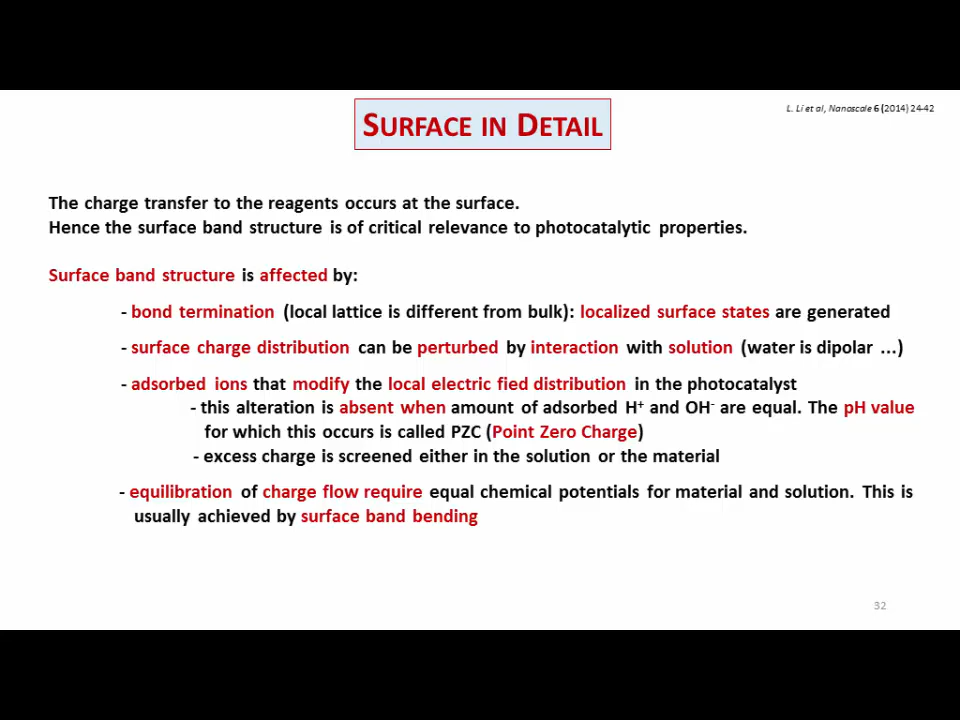 L. Li et al, Nanoscale 6 (2014) 24-42
SURFACE IN DETAIL
The charge transfer to the reagents occurs at the surface.
Hence the surface band structure is of critical relevance to photocatalytic properties.
Surface band structure is affected by:
- bond termination (local lattice is different from bulk): localized surface states are generated
- surface charge distribution can be perturbed by interaction with solution (water is dipolar ...)
- adsorbed ions that modify the local electric fied distribution in the photocatalyst
- this alteration is absent when amount of adsorbed H⁺ and OH⁻ are equal. The pH value
for which this occurs is called PZC (Point Zero Charge)
- excess charge is screened either in the solution or the material
- equilibration of charge flow require equal chemical potentials for material and solution. This is
usually achieved by surface band bending
32